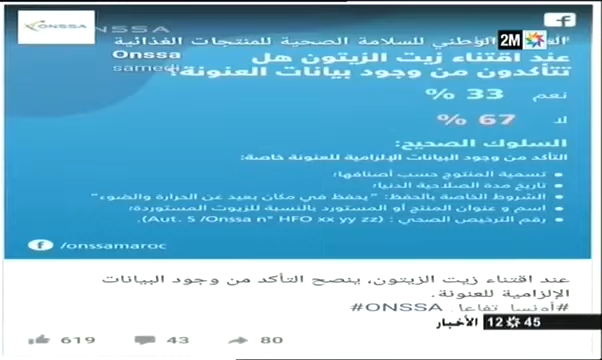 ONSSA
ONSSA
2M
الوطني للسلامة الصحية للمنتجات الغذائية
Onssa
samedi
عند اقتناء زيت الزيتون هل
تتأكدون من وجود بيانات العنونة؟
نعم 33 %
لا 67 %
السلوك الصحيح:
التأكد من وجود البيانات الإلزامية للعنونة خاصة:
• تسمية المنتوج حسب أصنافها؛
• تاريخ مدة الصلاحية الدنيا؛
• الشروط الخاصة بالحفظ: "يحفظ في مكان بعيد عن الحرارة والضوء"
• اسم و عنوان المنتج أو المستورد بالنسبة للزيوت المستوردة؛
• رقم الترخيص الصحي : (Aut. S /Onssa n° HFO xx yy zz).
/onssamaroc
عند اقتناء زيت الزيتون، ينصح التأكد من وجود البيانات
الإلزامية للعنونة.
#أونسا_تفاعل #ONSSA
الأخبار 12 45
619 43 80